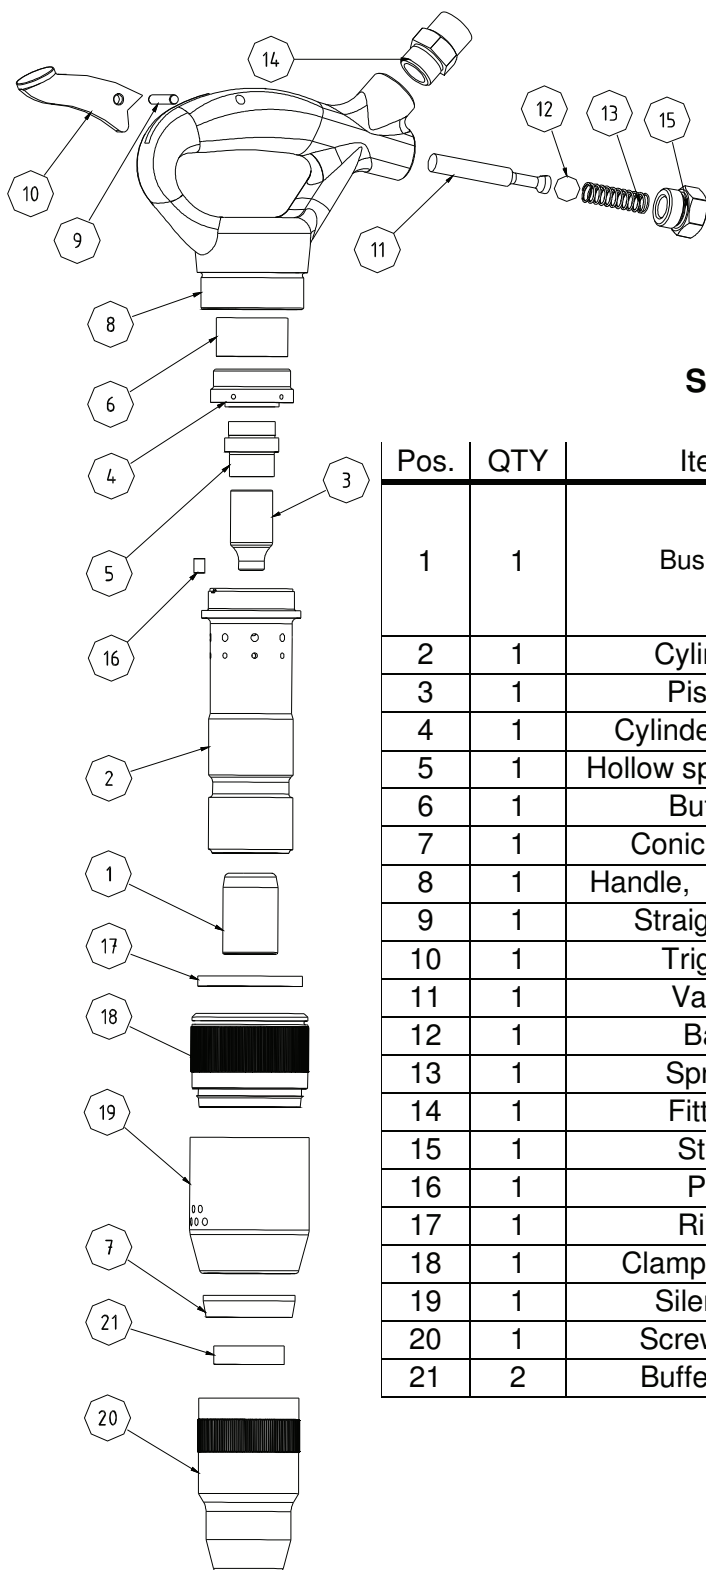 14
12
13
15
10
9
11
8
6
4
3
5
16
2
1
17
18
19
7
21
20
S
Pos. QTY Ite
1 1 Bus
2 1 Cylin
3 1 Pis
4 1 Cylinde
5 1 Hollow sp
6 1 Buf
7 1 Conic
8 1 Handle,
9 1 Straig
10 1 Trig
11 1 Va
12 1 Ba
13 1 Spr
14 1 Fitt
15 1 St
16 1 P
17 1 Ri
18 1 Clamp
19 1 Silen
20 1 Screw
21 2 Buffe